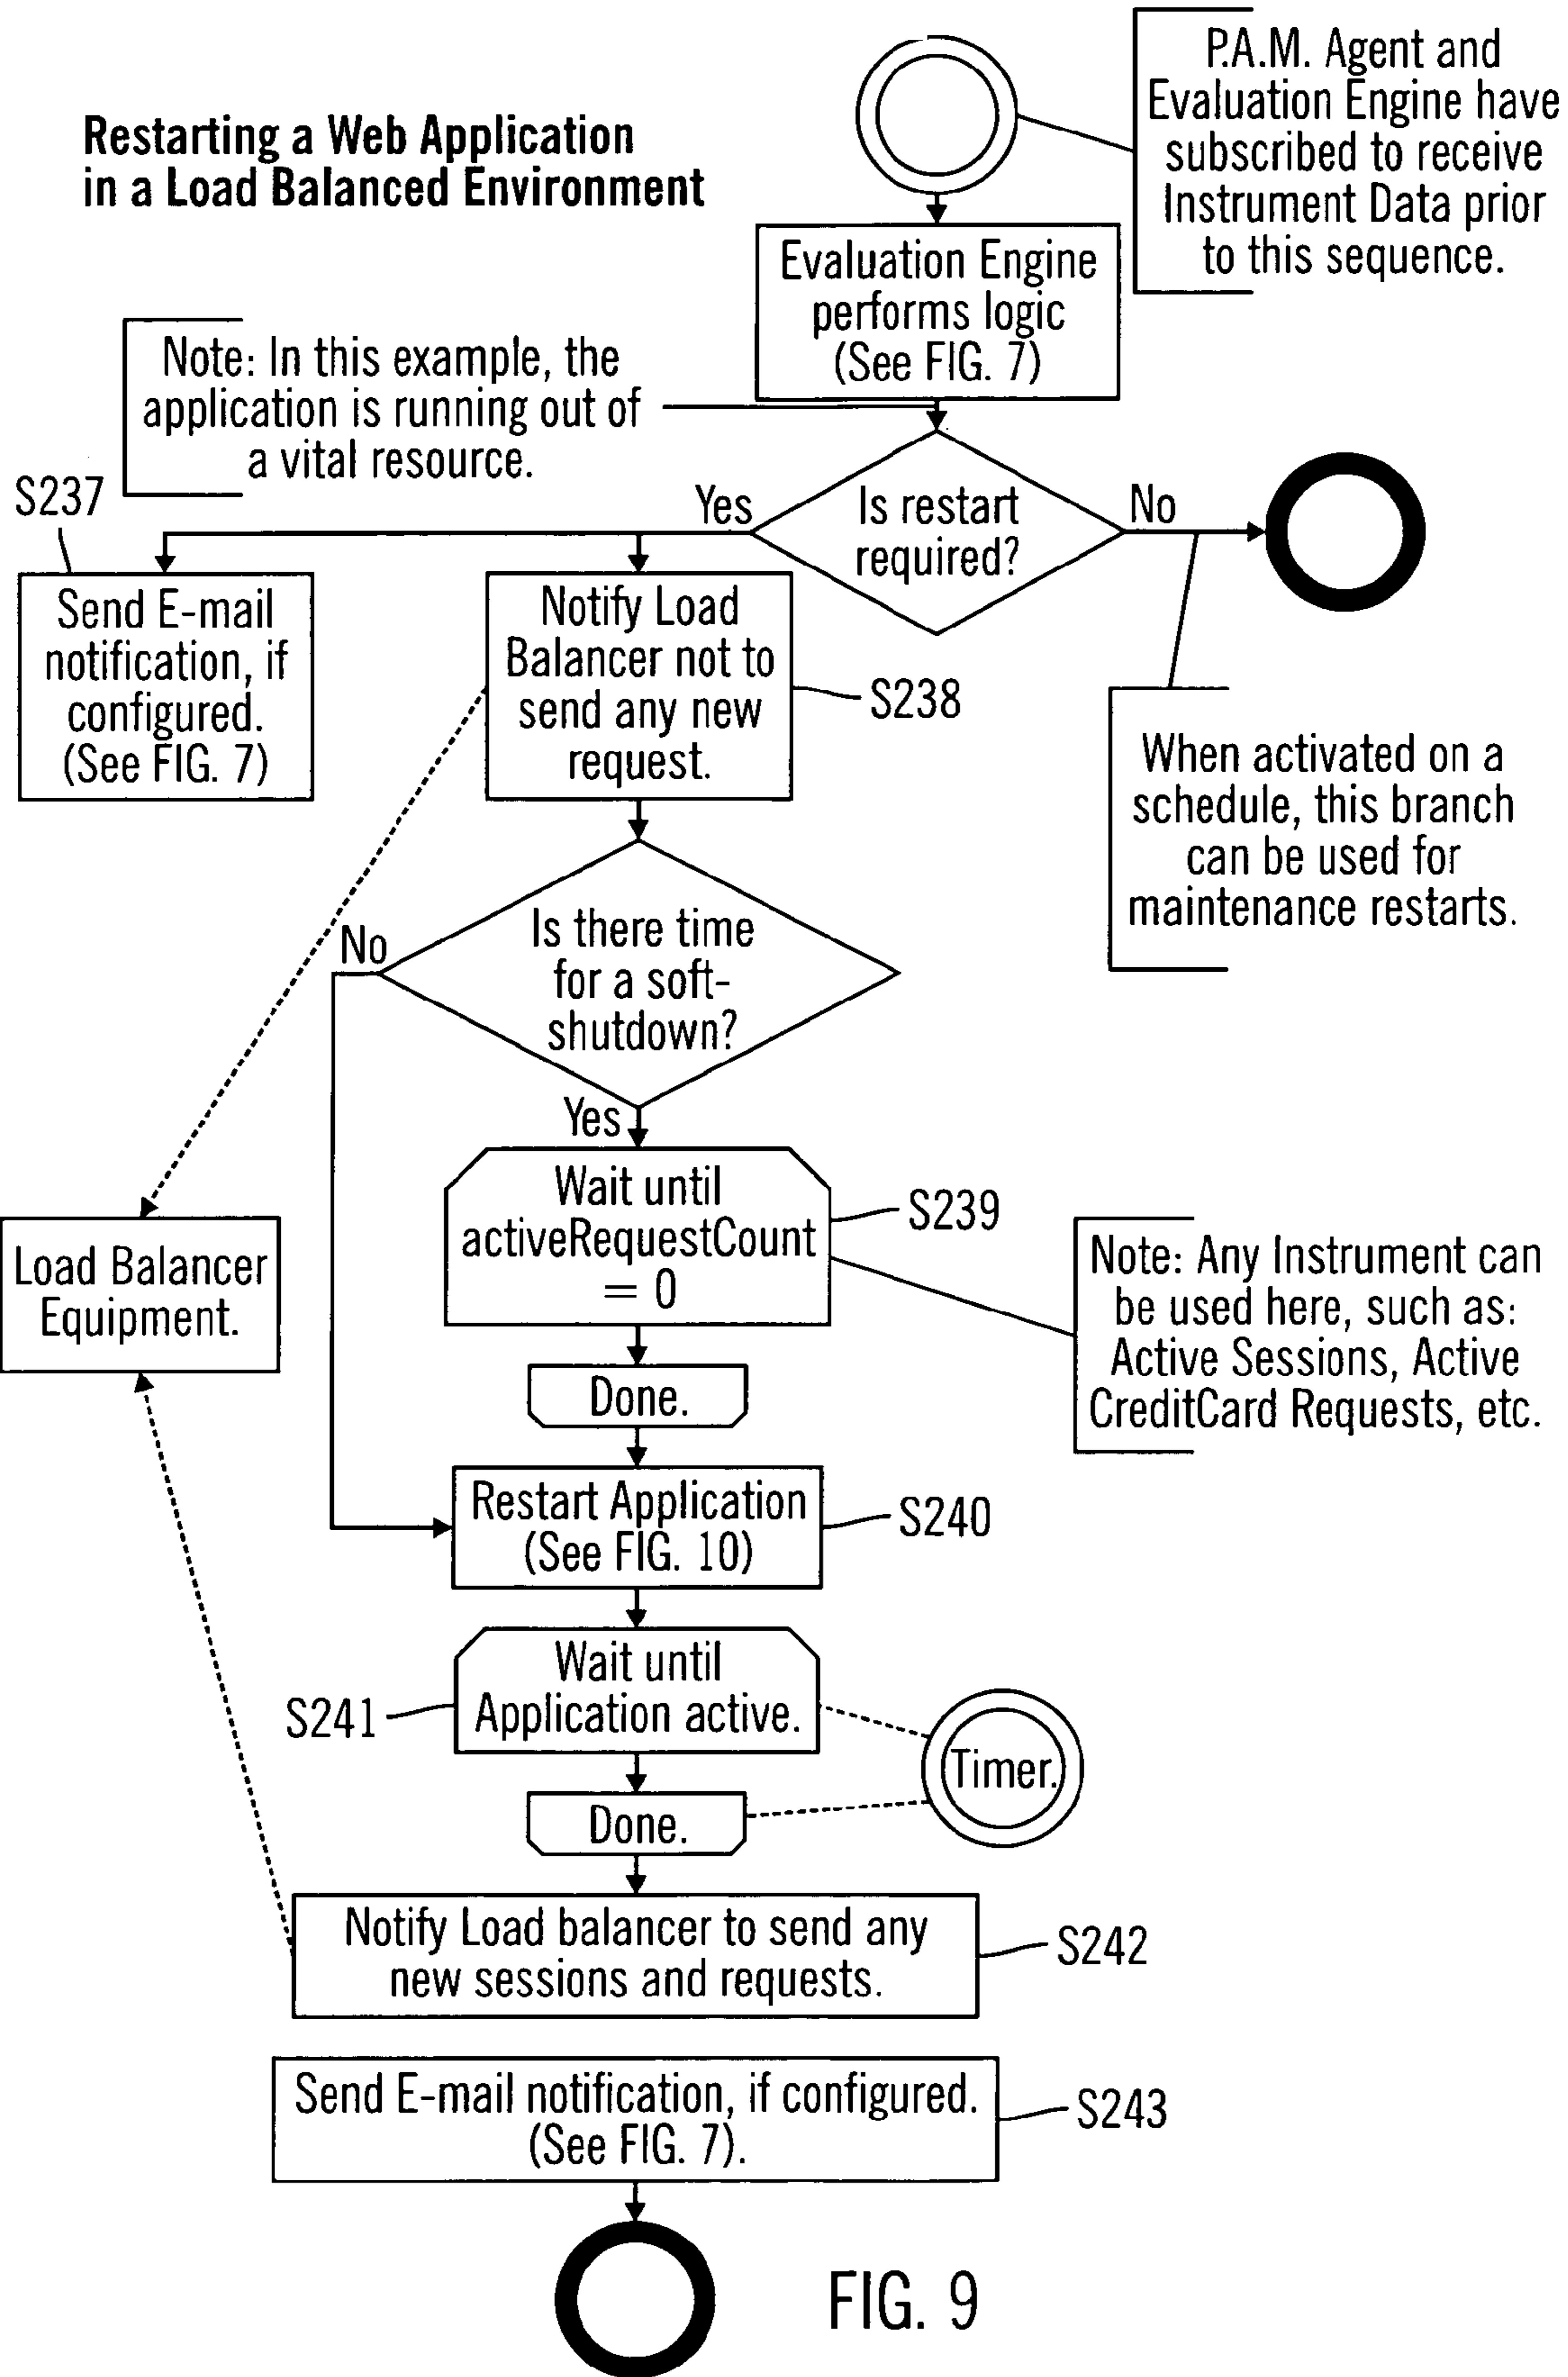 Restarting a Web Application
in a Load Balanced Environment
P.A.M. Agent and
Evaluation Engine have
subscribed to receive
Instrument Data prior
to this sequence.
Evaluation Engine
performs logic
(See FIG. 7)
Note: In this example, the
application is running out of
a vital resource.
S237
Yes
Is restart
required?
No
Send E-mail
notification, if
configured.
(See FIG. 7)
Notify Load
Balancer not to
send any new
request.
S238
When activated on a
schedule, this branch
can be used for
maintenance restarts.
No
Is there time
for a soft-
shutdown?
Yes
Wait until
activeRequestCount
= 0
S239
Load Balancer
Equipment.
Note: Any Instrument can
be used here, such as:
Active Sessions, Active
CreditCard Requests, etc.
Done.
Restart Application
(See FIG. 10)
S240
Wait until
Application active.
S241
Timer.
Done.
Notify Load balancer to send any
new sessions and requests.
S242
Send E-mail notification, if configured.
(See FIG. 7).
S243
FIG. 9